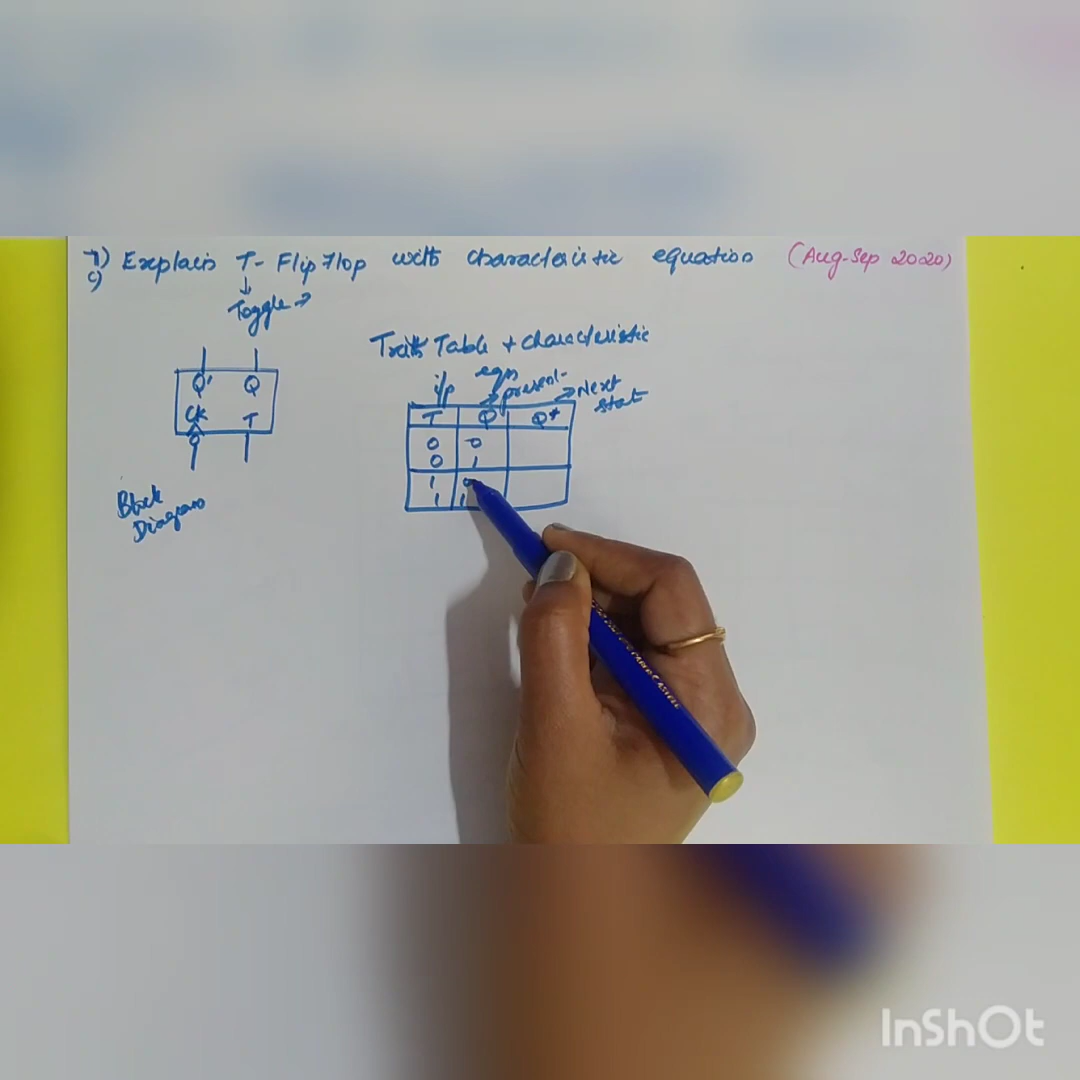 7) Explain T- Flip Flop with characteristic equation (Aug-Sep 2020)
c)
Toggle →
Truth Table + characteristic
eqn
i/p → present → Next
state
Q' Q
CK T
T Q Q+
0 0
0 1
1 0
1 1
Block
Diagram
InShOt